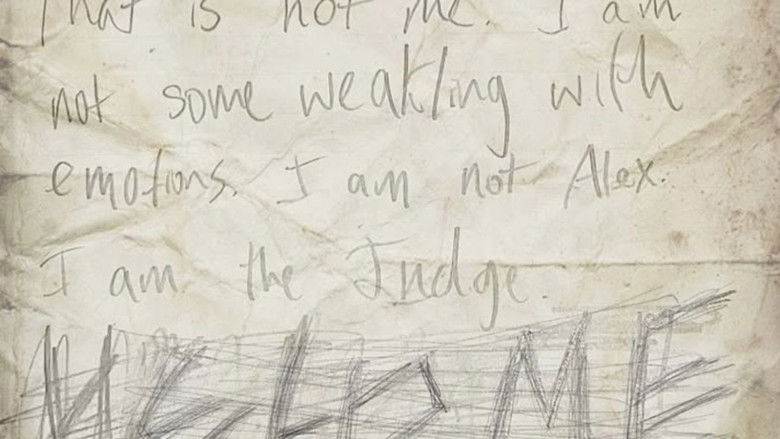 That is not me. I am
not some weakling with
emotions. I am not Alex.
I am the Judge.
HELP ME